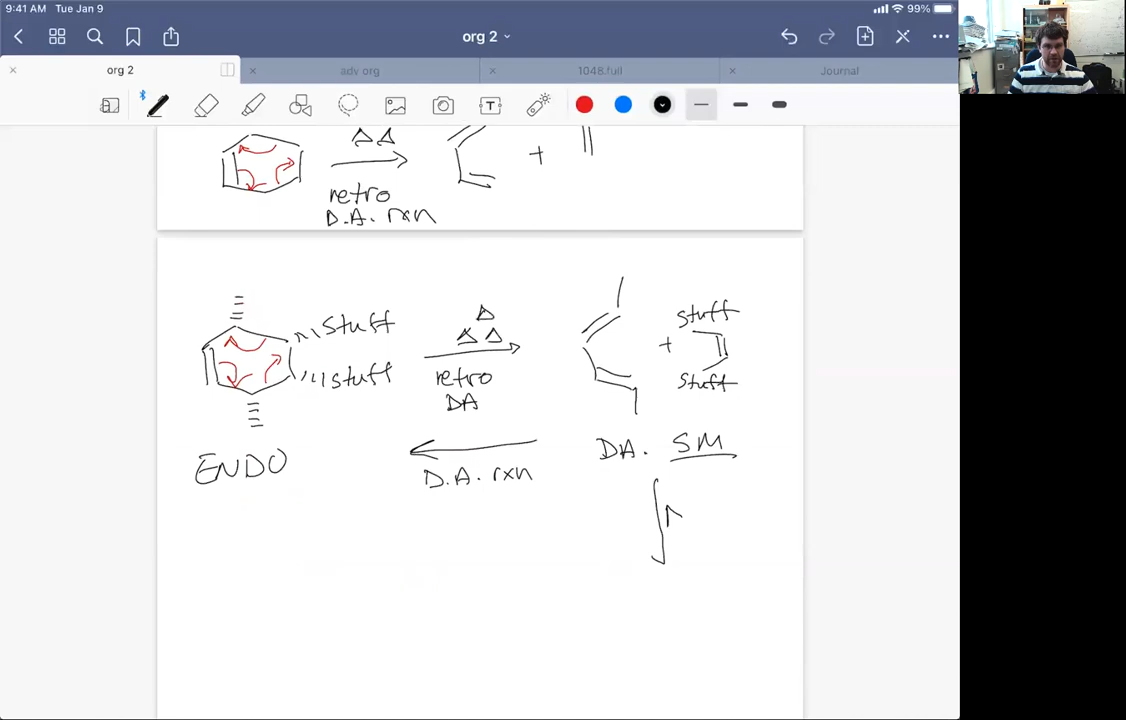 9:41 AM Tue Jan 9
99%
org 2
org 2
adv org
1048.full
Journal
T
Δ Δ
+
retro
D.A. rxn
Stuff
Stuff
Δ
Δ Δ
retro
DA
+
Stuff
Stuff
ENDO
D.A. rxn
DA. SM